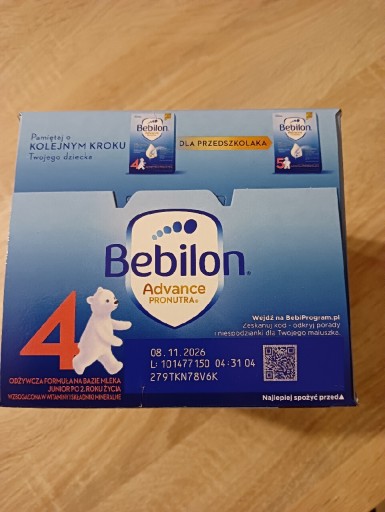 Pamiętaj o
KOLEJNYM KROKU
Twojego dziecka
Bebilon
4
DLA PRZEDSZKOLAKA
Bebilon
5
Bebilon
Advance
PRONUTRA
4
Wejdź na BebiProgram.pl
Zeskanuj kod - odkryj porady
i niespodzianki dla Twojego maluszka.
08.11.2026
L: 101477150 04:31 04
279TKN78V6K
ODŻYWCZA FORMUŁA NA BAZIE MLEKA
JUNIOR PO 2. ROKU ŻYCIA
WZBOGACONA W WITAMINY I SKŁADNIKI MINERALNE
Najlepiej spożyć przed